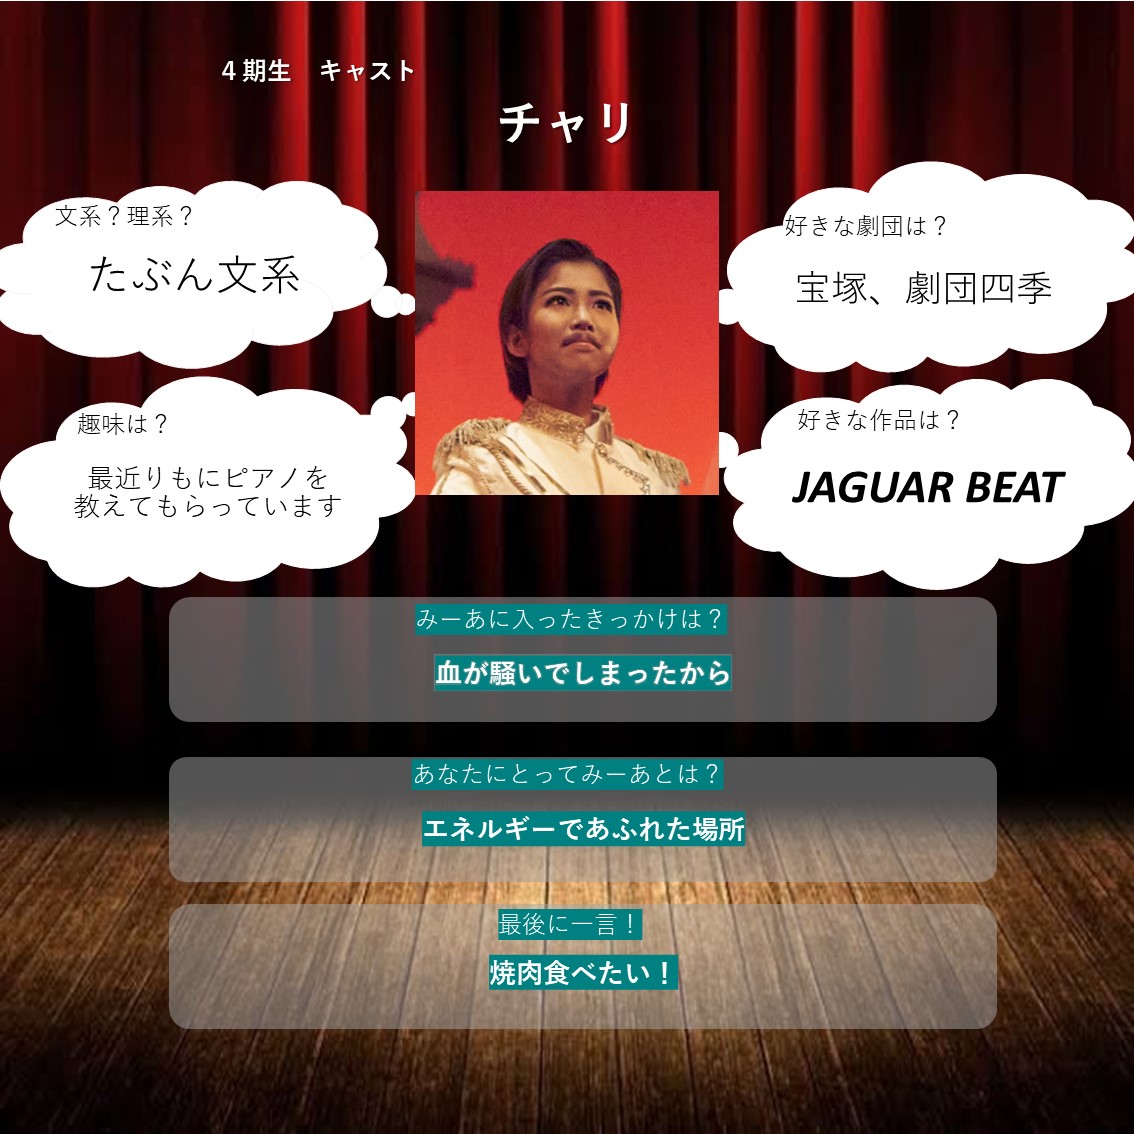 4期生　キャスト
チャリ
文系？理系？
たぶん文系
好きな劇団は？
宝塚、劇団四季
趣味は？
最近りもにピアノを
教えてもらっています
好きな作品は？
JAGUAR BEAT
みーあに入ったきっかけは？
血が騒いでしまったから
あなたにとってみーあとは？
エネルギーであふれた場所
最後に一言！
焼肉食べたい！